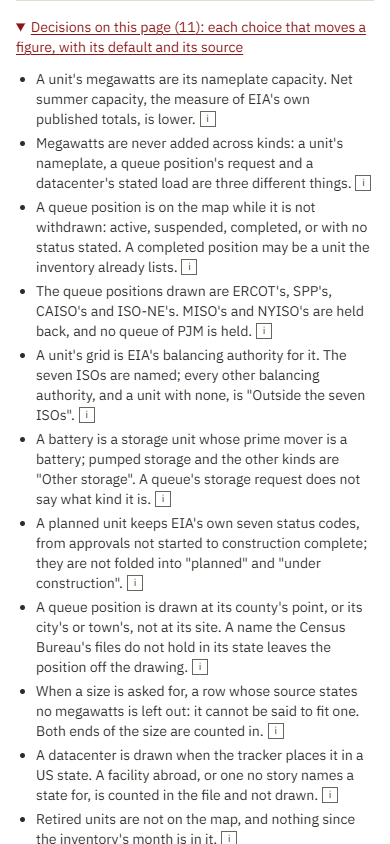 ▼ Decisions on this page (11): each choice that moves a
figure, with its default and its source
• A unit's megawatts are its nameplate capacity. Net
summer capacity, the measure of EIA's own
published totals, is lower. i
• Megawatts are never added across kinds: a unit's
nameplate, a queue position's request and a
datacenter's stated load are three different things. i
• A queue position is on the map while it is not
withdrawn: active, suspended, completed, or with no
status stated. A completed position may be a unit the
inventory already lists. i
• The queue positions drawn are ERCOT's, SPP's,
CAISO's and ISO-NE's. MISO's and NYISO's are held
back, and no queue of PJM is held. i
• A unit's grid is EIA's balancing authority for it. The
seven ISOs are named; every other balancing
authority, and a unit with none, is "Outside the seven
ISOs". i
• A battery is a storage unit whose prime mover is a
battery; pumped storage and the other kinds are
"Other storage". A queue's storage request does not
say what kind it is. i
• A planned unit keeps EIA's own seven status codes,
from approvals not started to construction complete;
they are not folded into "planned" and "under
construction". i
• A queue position is drawn at its county's point, or its
city's or town's, not at its site. A name the Census
Bureau's files do not hold in its state leaves the
position off the drawing. i
• When a size is asked for, a row whose source states
no megawatts is left out: it cannot be said to fit one.
Both ends of the size are counted in. i
• A datacenter is drawn when the tracker places it in a
US state. A facility abroad, or one no story names a
state for, is counted in the file and not drawn. i
• Retired units are not on the map, and nothing since
the inventory's month is in it. i